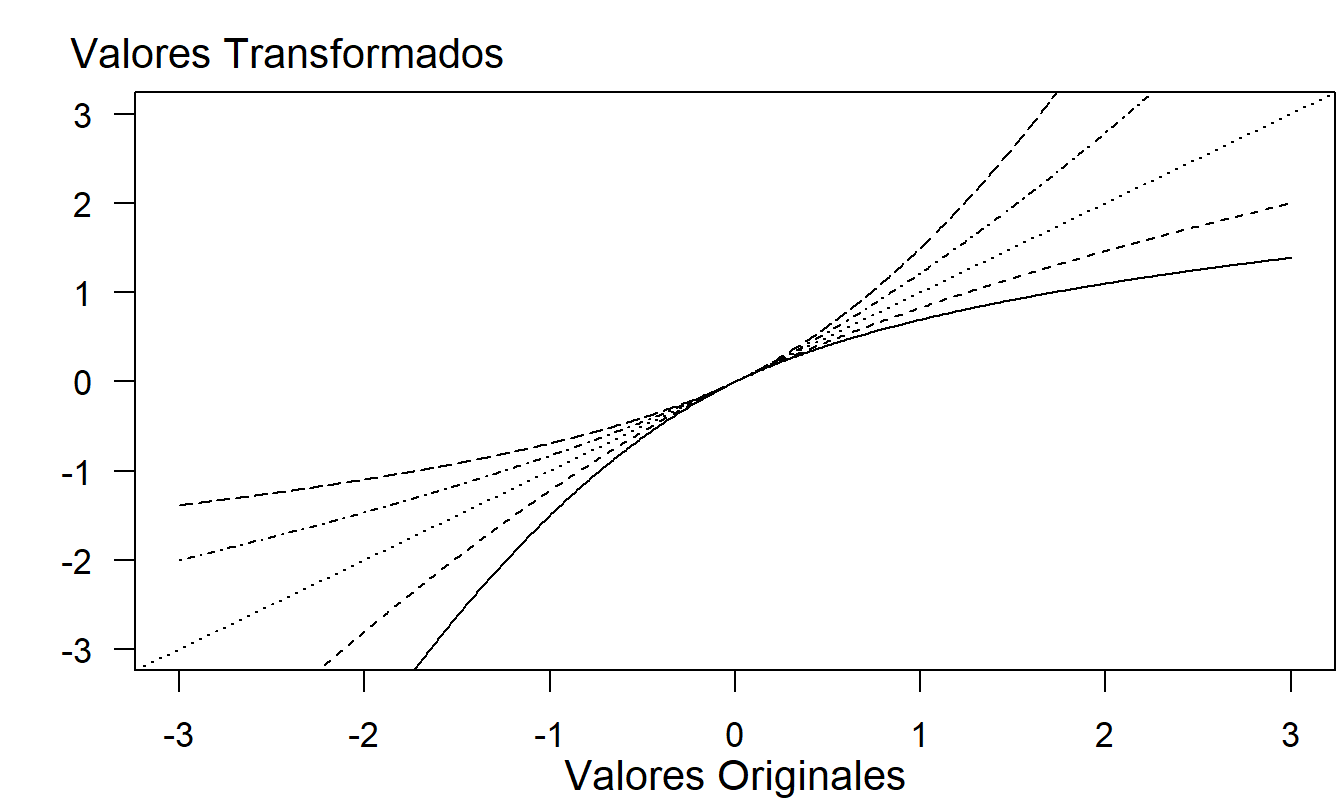 Valores Transformados
3
2
1
0
-1
-2
-3
-3 -2 -1 0 1 2 3
Valores Originales